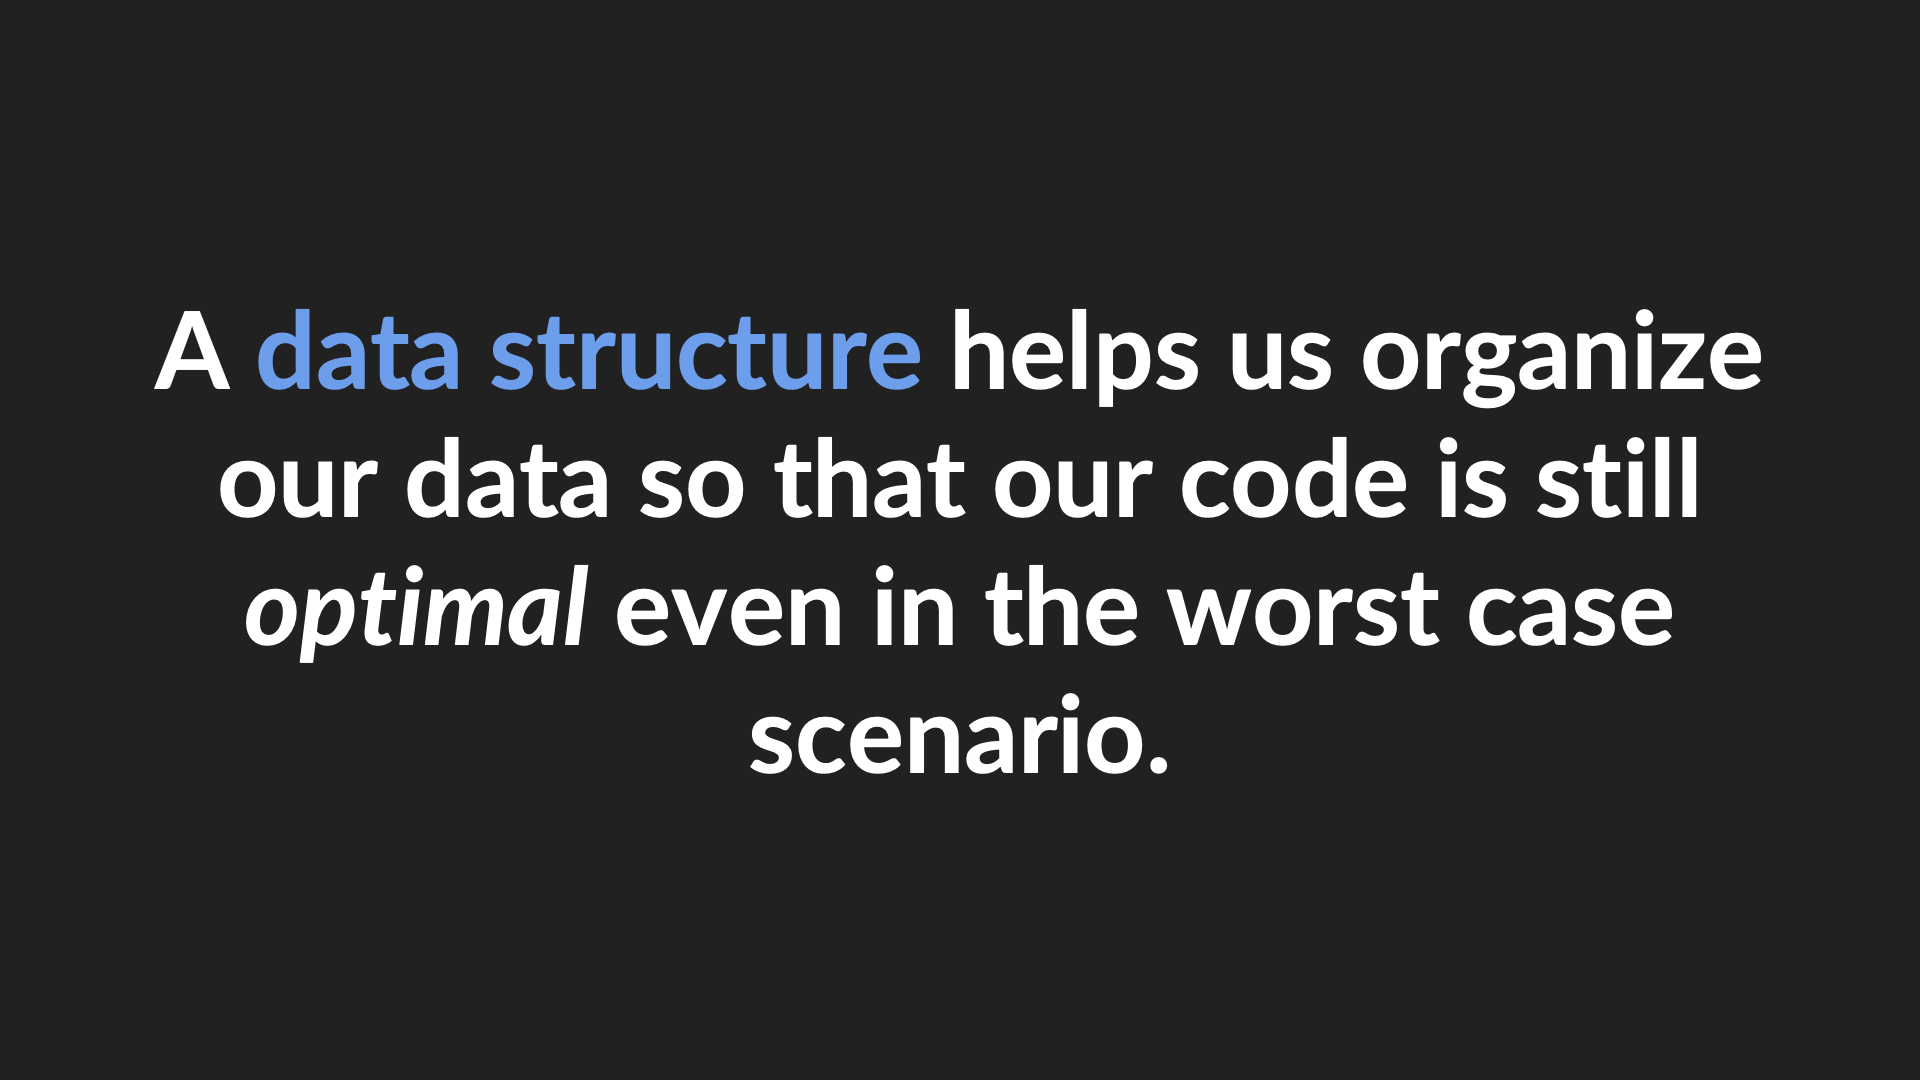 A data structure helps us organize
our data so that our code is still
optimal even in the worst case
scenario.